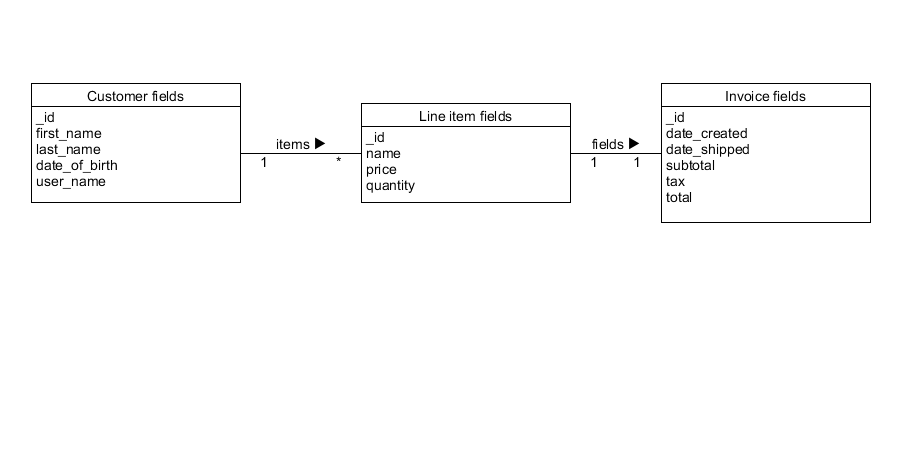 Customer fields
_id
first_name
last_name
date_of_birth
user_name
items ▶
1 *
Line item fields
_id
name
price
quantity
fields ▶
1 1
Invoice fields
_id
date_created
date_shipped
subtotal
tax
total